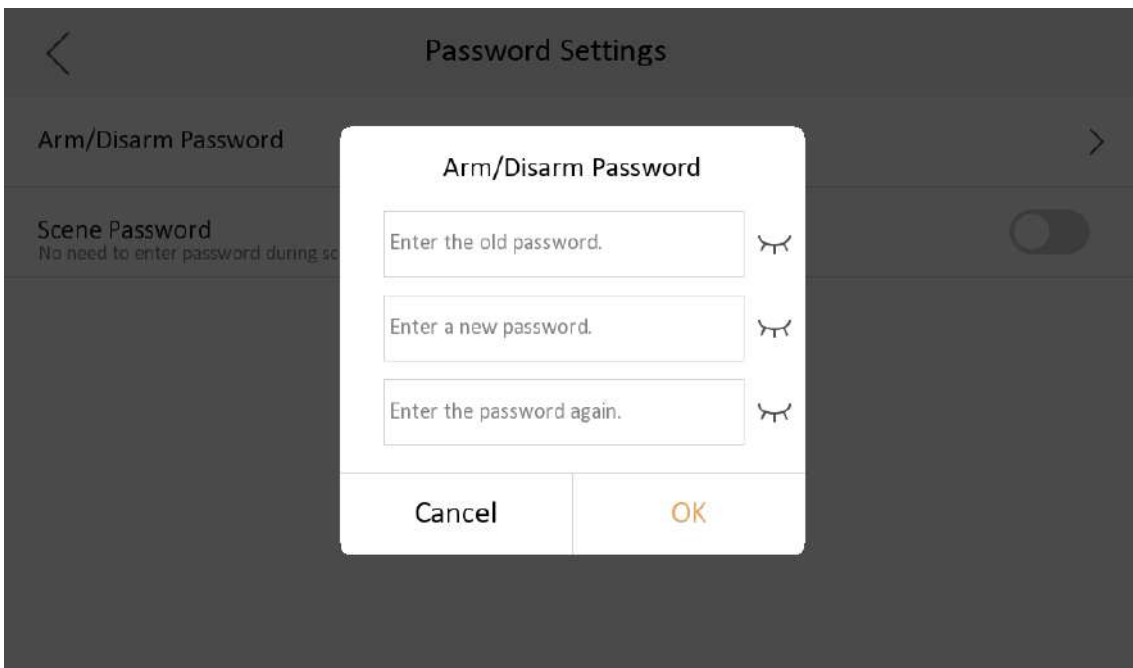 Password Settings
Arm/Disarm Password
Scene Password
No need to enter password during
Arm/Disarm Password
Enter the old password.
Enter a new password.
Enter the password again.
Cancel
OK